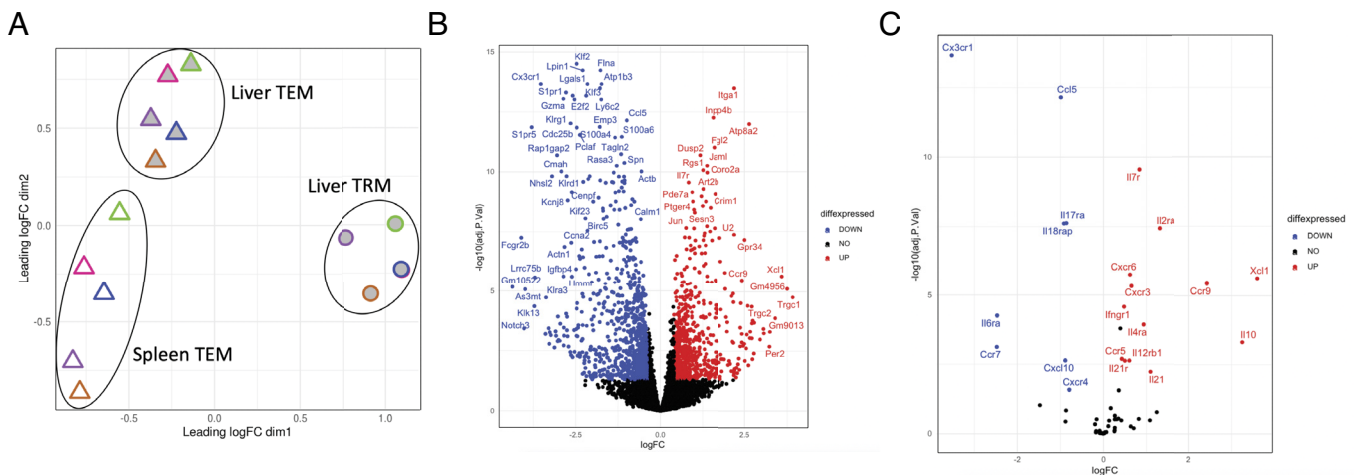 A
Leading logFC dim2
0.5
0.0
-0.5
Liver TEM
Liver TRM
Spleen TEM
-0.5
0.0
0.5
1.0
Leading logFC dim1
B
-log10(adj.P.Val)
15
10
5
0
Klf2
Lpin1
Flna
Cx3cr1
Lgals1
Atp1b3
S1pr1
Klf3
Itga1
Gzma
E2f2
Ly6c2
Klrg1
Emp3
Ccl5
Inpp4b
S1pr5
Cdc25b
S100a4
S100a6
Atp8a2
Pclaf
Tagln2
Fgl2
Rap1gap2
Rasa3
Spn
Dusp2
Jaml
Cmah
Rgs1
Coro2a
Nhsl2
Klrd1
Actb
Il7r
Art2b
Kcnj8
Cenpf
Pde7a
Crim1
Kif23
Calm1
Ptger4
Birc5
Jun
Sesn3
Ccna2
U2
Fcgr2b
Actn1
Gpr34
Lrrc75b
Igfbp4
Ccr9
Xcl1
Gm10522
Gm4956
As3mt
Klra3
Trgc1
Klk13
Trgc2
Notch3
Gm9013
Per2
-2.5
0.0
2.5
logFC
diffexpressed
DOWN
NO
UP
C
-log10(adj.P.Val)
10
5
0
Cx3cr1
Ccl5
Il7r
Il17ra
Il18rap
Il2ra
Cxcr6
Cxcr3
Ccr9
Xcl1
Ifngr1
Il6ra
Il4ra
Il10
Ccr7
Ccr5
Il12rb1
Cxcl10
Il21r
Il21
Cxcr4
-2
0
2
logFC
diffexpressed
DOWN
NO
UP